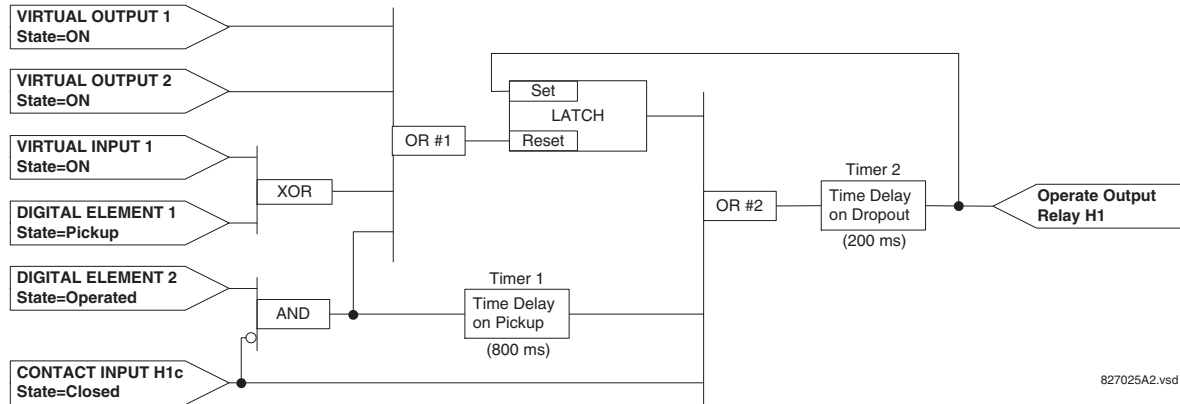 VIRTUAL OUTPUT 1
State=ON
VIRTUAL OUTPUT 2
State=ON
VIRTUAL INPUT 1
State=ON
DIGITAL ELEMENT 1
State=Pickup
DIGITAL ELEMENT 2
State=Operated
CONTACT INPUT H1c
State=Closed
XOR
AND
OR #1
Set
LATCH
Reset
Timer 1
Time Delay
on Pickup
(800 ms)
OR #2
Timer 2
Time Delay
on Dropout
(200 ms)
Operate Output
Relay H1
827025A2.vsd